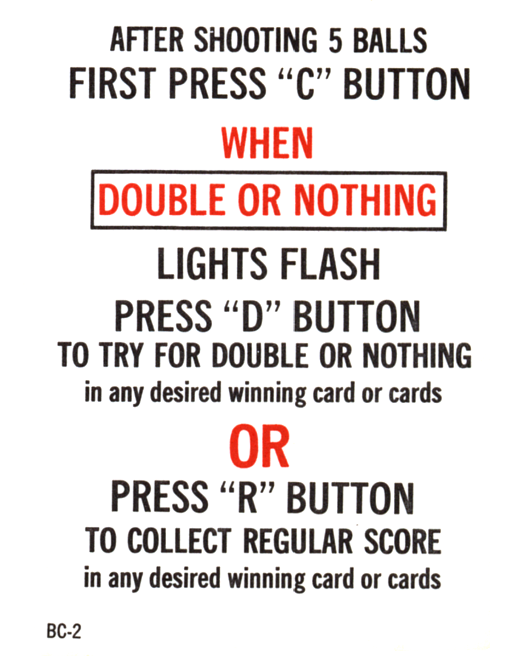 AFTER SHOOTING 5 BALLS
FIRST PRESS “C” BUTTON
WHEN
DOUBLE OR NOTHING
LIGHTS FLASH
PRESS “D” BUTTON
TO TRY FOR DOUBLE OR NOTHING
in any desired winning card or cards
OR
PRESS “R” BUTTON
TO COLLECT REGULAR SCORE
in any desired winning card or cards
BC-2